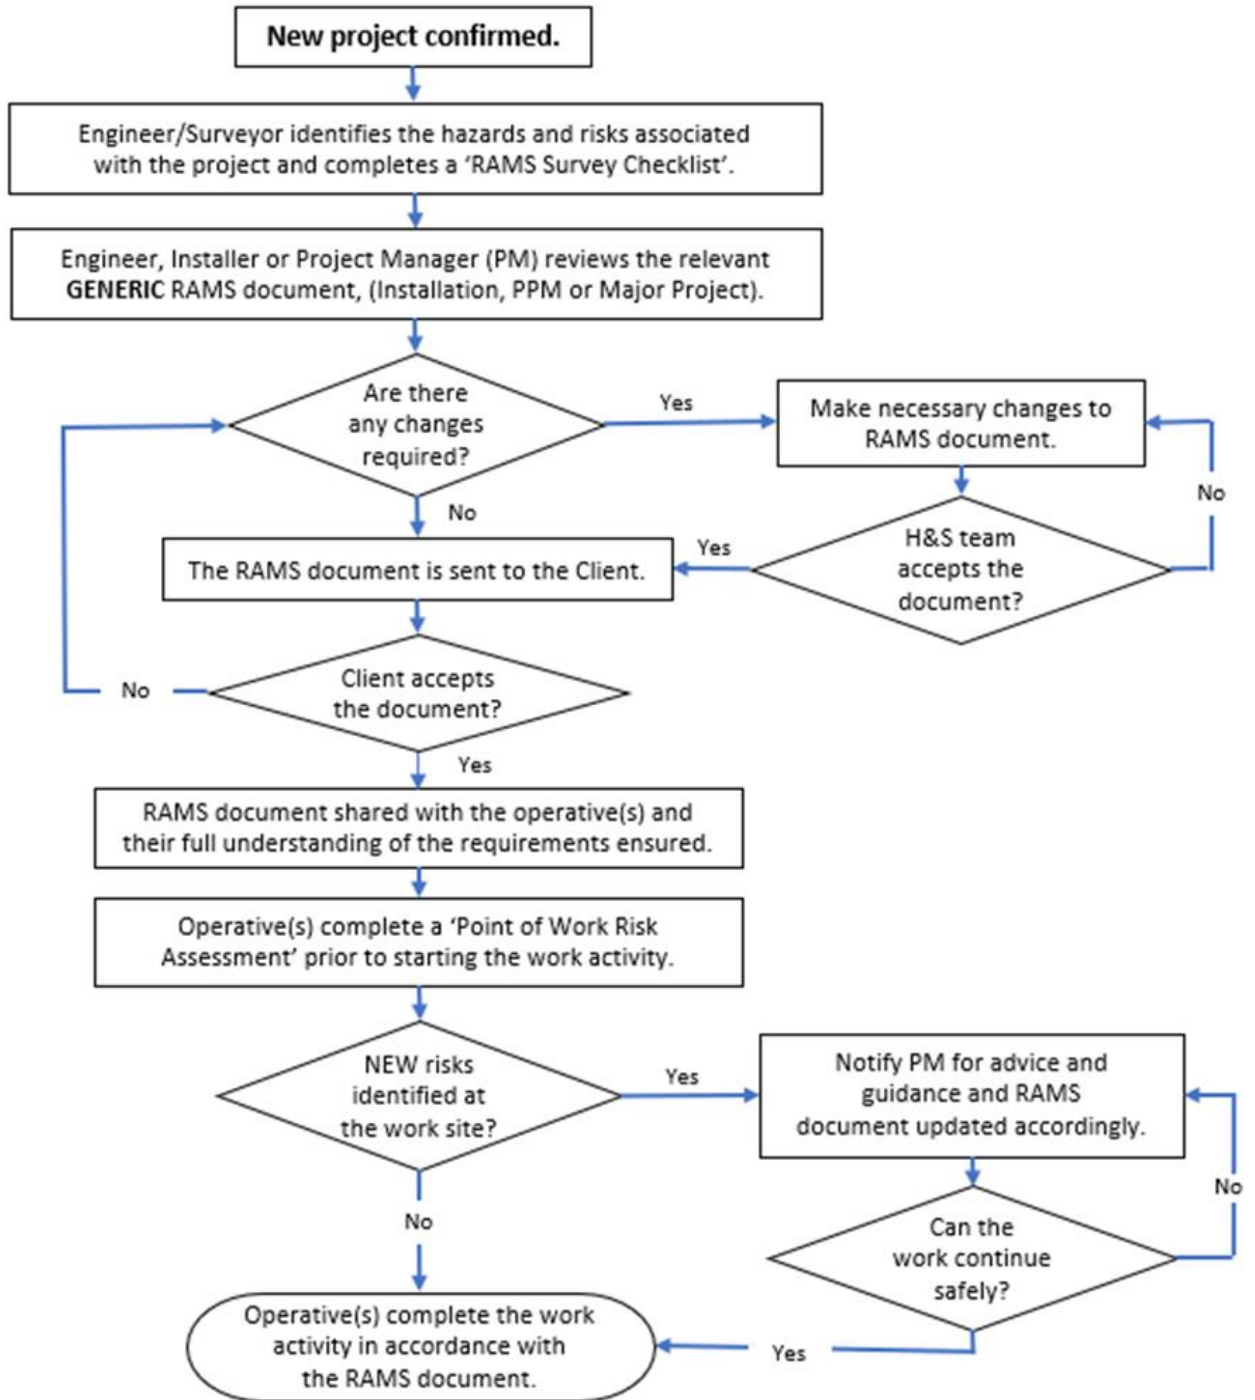 New project confirmed.
Engineer/Surveyor identifies the hazards and risks associated
with the project and completes a ‘RAMS Survey Checklist’.
Engineer, Installer or Project Manager (PM) reviews the relevant
GENERIC RAMS document, (Installation, PPM or Major Project).
Are there
any changes
required?
Yes
Make necessary changes to
RAMS document.
No
No
H&S team
accepts the
document?
Yes
The RAMS document is sent to the Client.
Client accepts
the document?
No
Yes
RAMS document shared with the operative(s) and
their full understanding of the requirements ensured.
Operative(s) complete a ‘Point of Work Risk
Assessment’ prior to starting the work activity.
NEW risks
identified at
the work site?
Yes
Notify PM for advice and
guidance and RAMS
document updated accordingly.
No
No
Can the
work continue
safely?
Yes
Operative(s) complete the work
activity in accordance with
the RAMS document.